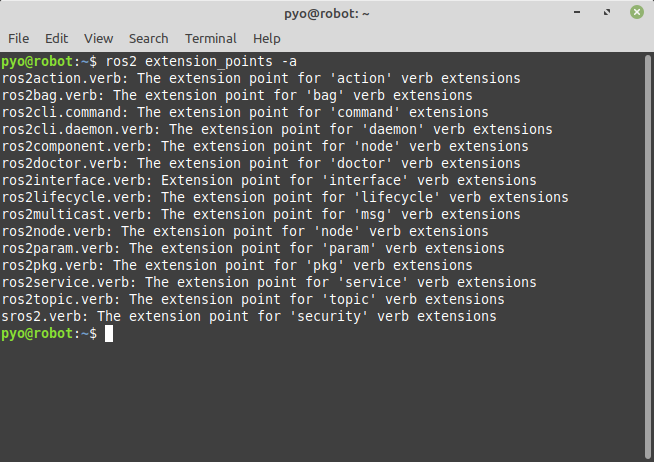 pyo@robot: ~
File Edit View Search Terminal Help
pyo@robot:~$ ros2 extension_points -a
ros2action.verb: The extension point for 'action' verb extensions
ros2bag.verb: The extension point for 'bag' verb extensions
ros2cli.command: The extension point for 'command' extensions
ros2cli.daemon.verb: The extension point for 'daemon' verb extensions
ros2component.verb: The extension point for 'node' verb extensions
ros2doctor.verb: The extension point for 'doctor' verb extensions
ros2interface.verb: Extension point for 'interface' verb extensions
ros2lifecycle.verb: The extension point for 'lifecycle' verb extensions
ros2multicast.verb: The extension point for 'msg' verb extensions
ros2node.verb: The extension point for 'node' verb extensions
ros2param.verb: The extension point for 'param' verb extensions
ros2pkg.verb: The extension point for 'pkg' verb extensions
ros2service.verb: The extension point for 'service' verb extensions
ros2topic.verb: The extension point for 'topic' verb extensions
sros2.verb: The extension point for 'security' verb extensions
pyo@robot:~$